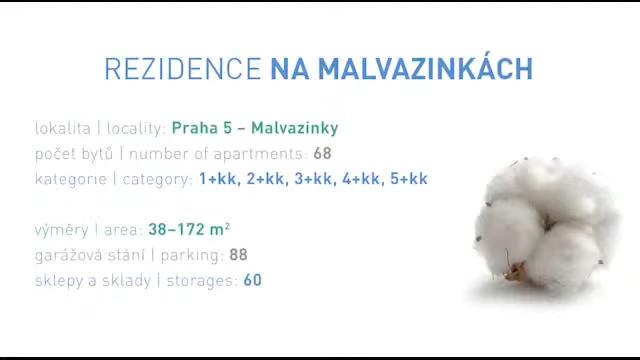 REZIDENCE NA MALVAZINKÁCH
lokalita | locality: Praha 5 – Malvazinky
počet bytů | number of apartments: 68
kategorie | category: 1+kk, 2+kk, 3+kk, 4+kk, 5+kk
výměry | area: 38–172 m²
garážová stání | parking: 88
sklepy a sklady | storages: 60